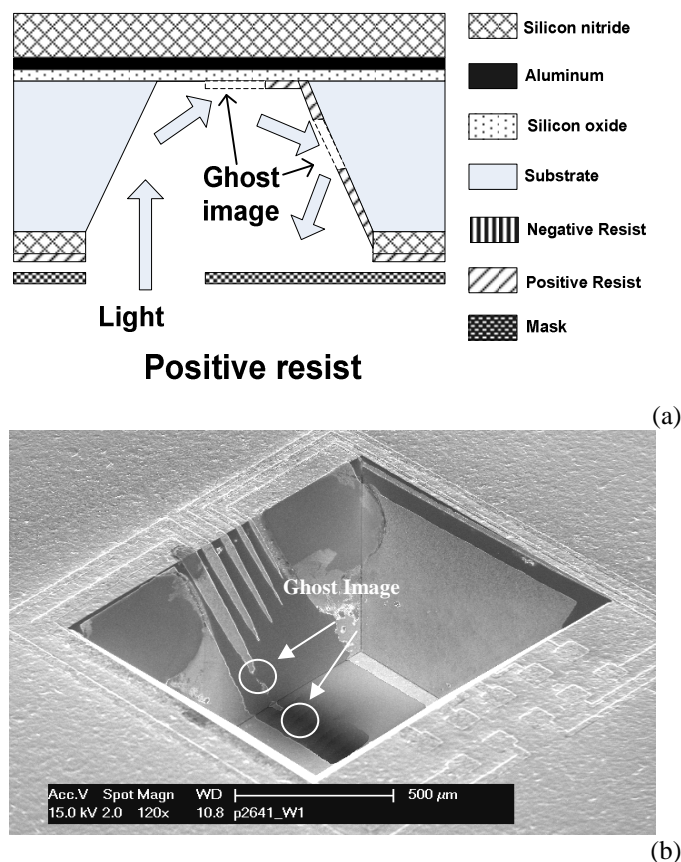 Silicon nitride
Aluminum
Silicon oxide
Substrate
Negative Resist
Positive Resist
Mask
Ghost
image
Light
Positive resist
(a)
Ghost Image
Acc.V Spot Magn WD 500 μm
15.0 kV 2.0 120x 10.8 p2641_W1
(b)